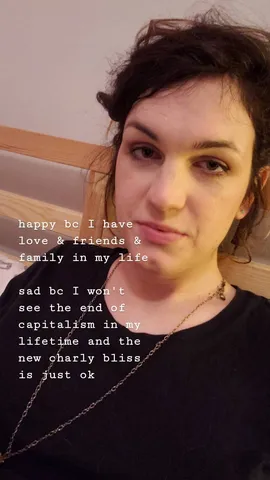 happy bc I have
love & friends &
family in my life
sad bc I won't
see the end of
capitalism in my
lifetime and the
new charly bliss
is just ok